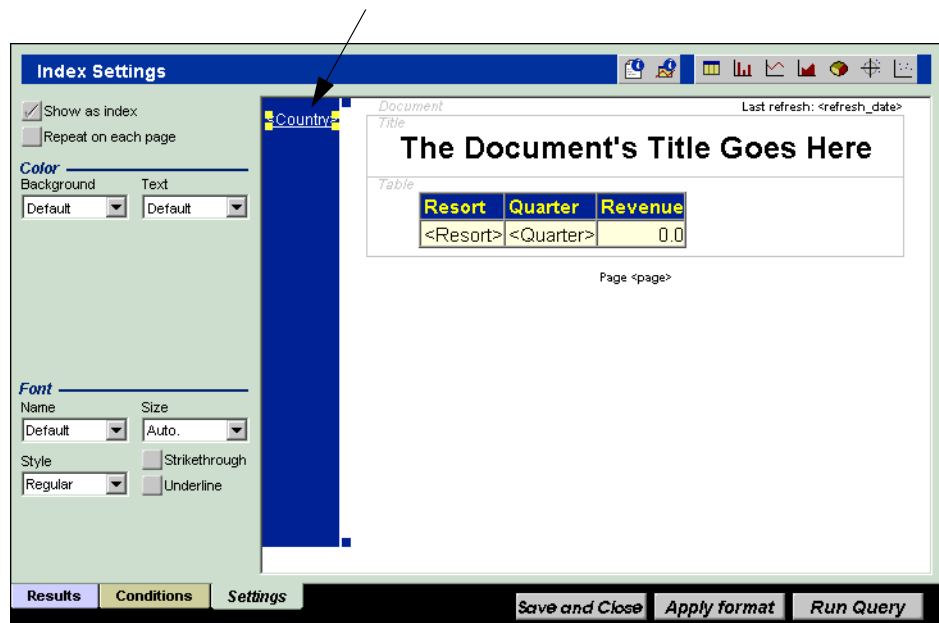 Index Settings
Show as index
Repeat on each page
Color
Background Text
Default Default
Font
Name Size
Default Auto.
Style Strikethrough
Regular Underline
<Country>
Document Last refresh: <refresh_date>
Title
The Document's Title Goes Here
Table
Resort Quarter Revenue
<Resort> <Quarter> 0.0
Page <page>
Results Conditions Settings
Save and Close Apply format Run Query